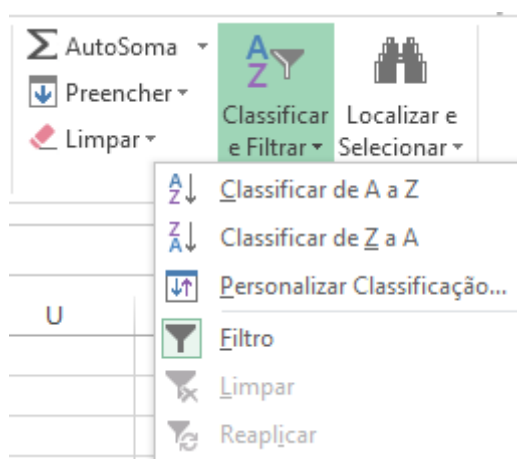 AutoSoma
Preencher
Limpar
Classificar
e Filtrar
Localizar e
Selecionar
Classificar de A a Z
Classificar de Z a A
Personalizar Classificação...
Filtro
Limpar
Reaplicar
U